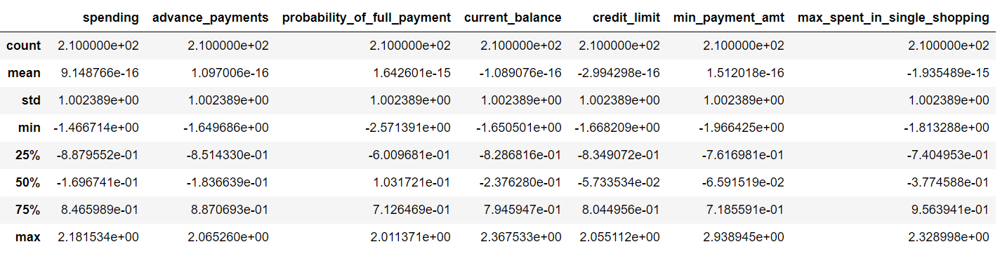 spending advance_payments probability_of_full_payment current_balance credit_limit min_payment_amt max_spent_in_single_shopping
count 2.100000e+02 2.100000e+02 2.100000e+02 2.100000e+02 2.100000e+02 2.100000e+02 2.100000e+02
mean 9.148766e-16 1.097006e-16 1.642601e-15 -1.089076e-16 -2.994298e-16 1.512018e-16 -1.935489e-15
std 1.002389e+00 1.002389e+00 1.002389e+00 1.002389e+00 1.002389e+00 1.002389e+00 1.002389e+00
min -1.466714e+00 -1.649686e+00 -2.571391e+00 -1.650501e+00 -1.668209e+00 -1.966425e+00 -1.813288e+00
25% -8.879552e-01 -8.514330e-01 -6.009681e-01 -8.286816e-01 -8.349072e-01 -7.616981e-01 -7.404953e-01
50% -1.696741e-01 -1.836639e-01 1.031721e-01 -2.376280e-01 -5.733534e-02 -6.591519e-02 -3.774588e-01
75% 8.465989e-01 8.870693e-01 7.126469e-01 7.945947e-01 8.044956e-01 7.185591e-01 9.563941e-01
max 2.181534e+00 2.065260e+00 2.011371e+00 2.367533e+00 2.055112e+00 2.938945e+00 2.328998e+00